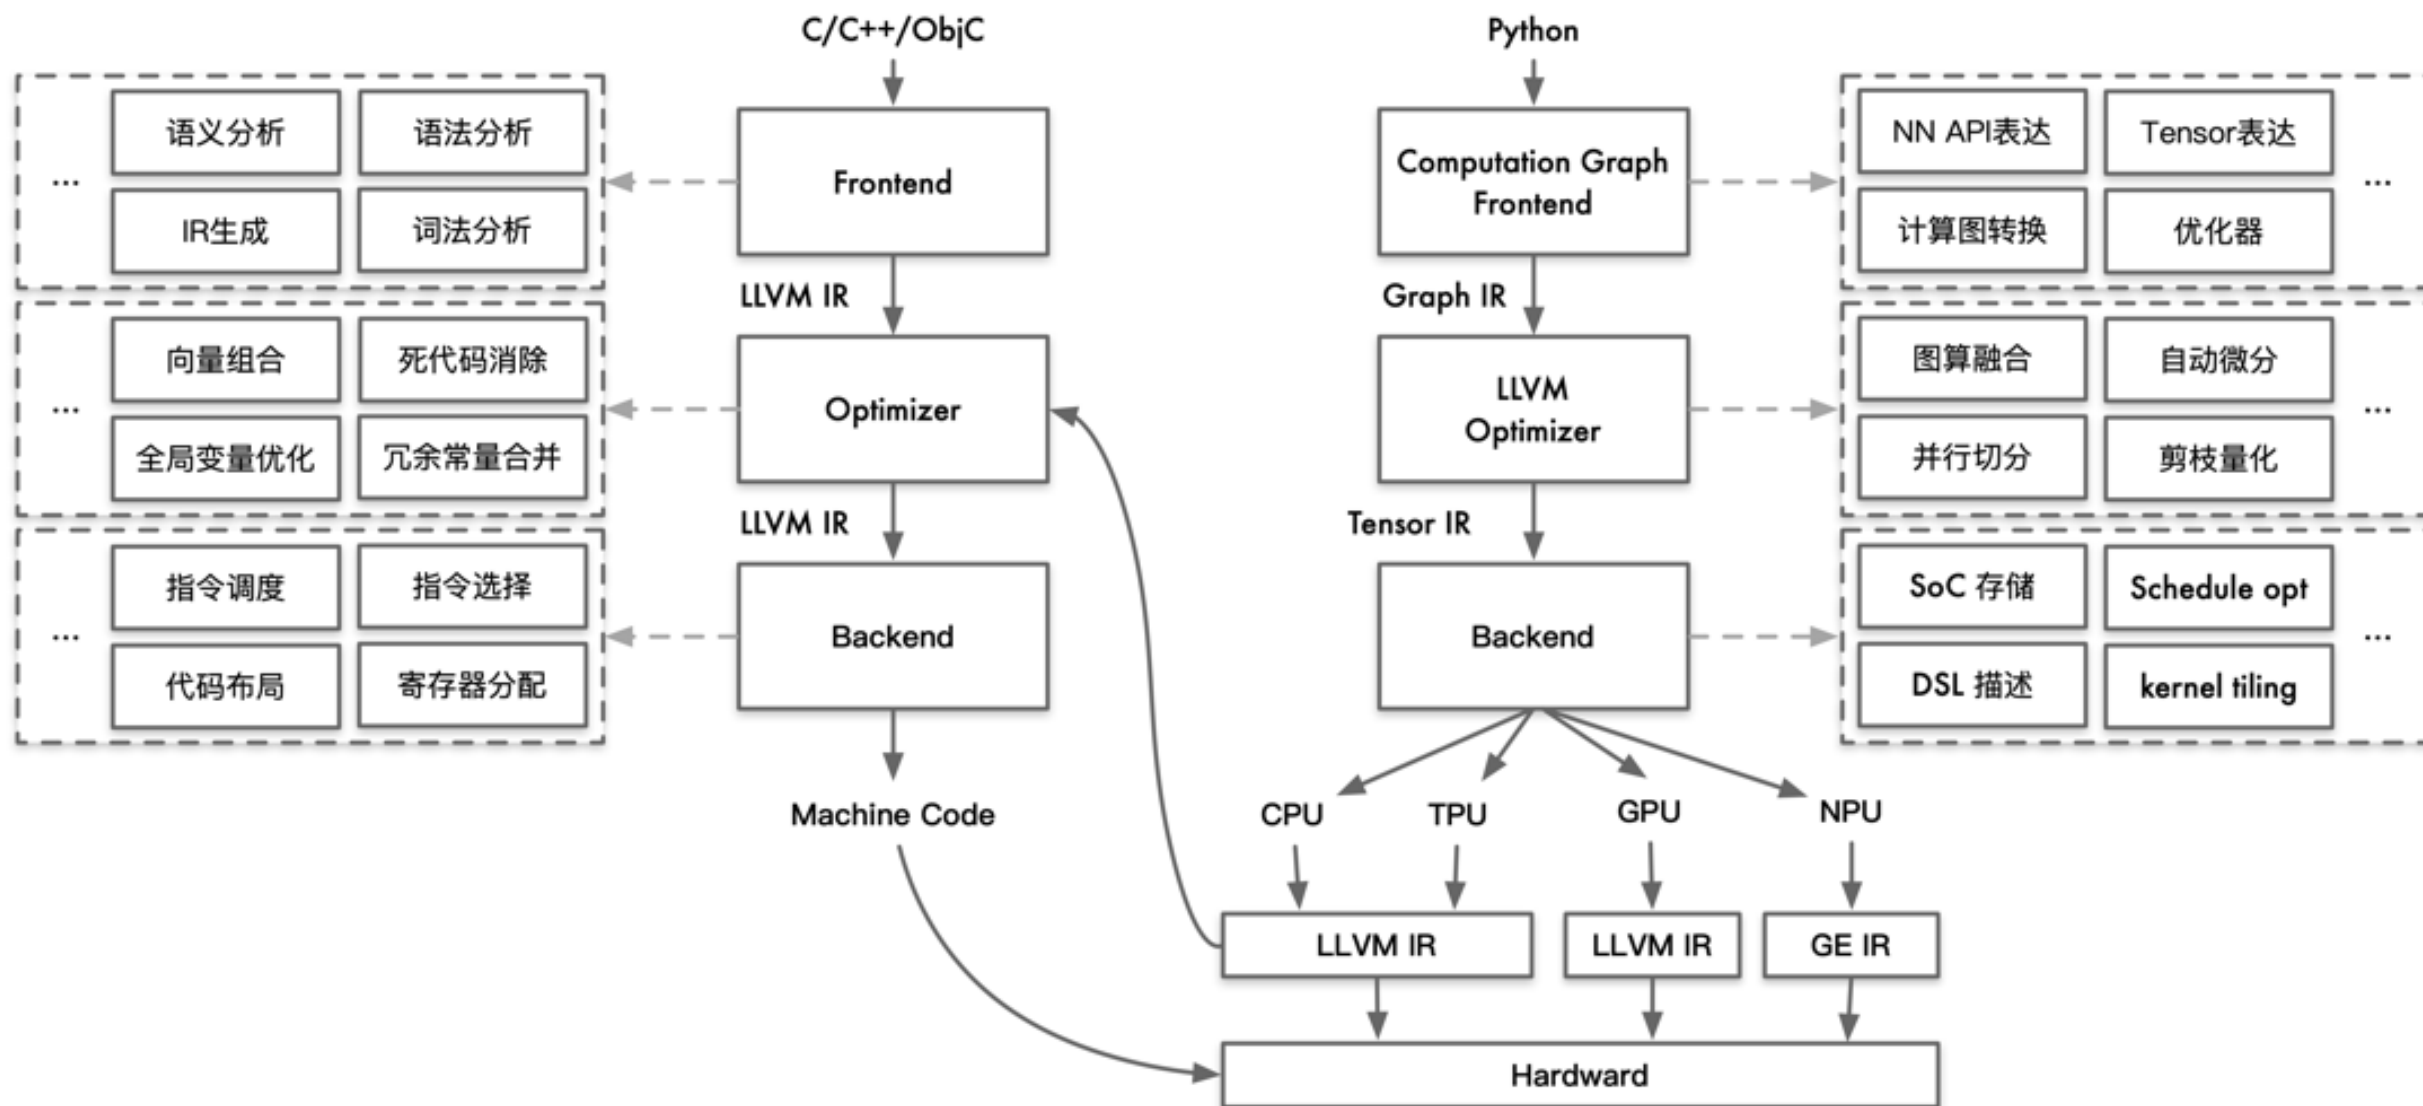 C/C++/ObjC
Python
语义分析
语法分析
...
IR生成
词法分析
Frontend
Computation Graph
Frontend
NN API表达
Tensor表达
...
计算图转换
优化器
LLVM IR
Graph IR
向量组合
死代码消除
...
全局变量优化
冗余常量合并
Optimizer
LLVM
Optimizer
图算融合
自动微分
...
并行切分
剪枝量化
LLVM IR
Tensor IR
指令调度
指令选择
...
代码布局
寄存器分配
Backend
Backend
SoC 存储
Schedule opt
...
DSL 描述
kernel tiling
Machine Code
CPU
TPU
GPU
NPU
LLVM IR
LLVM IR
GE IR
Hardward